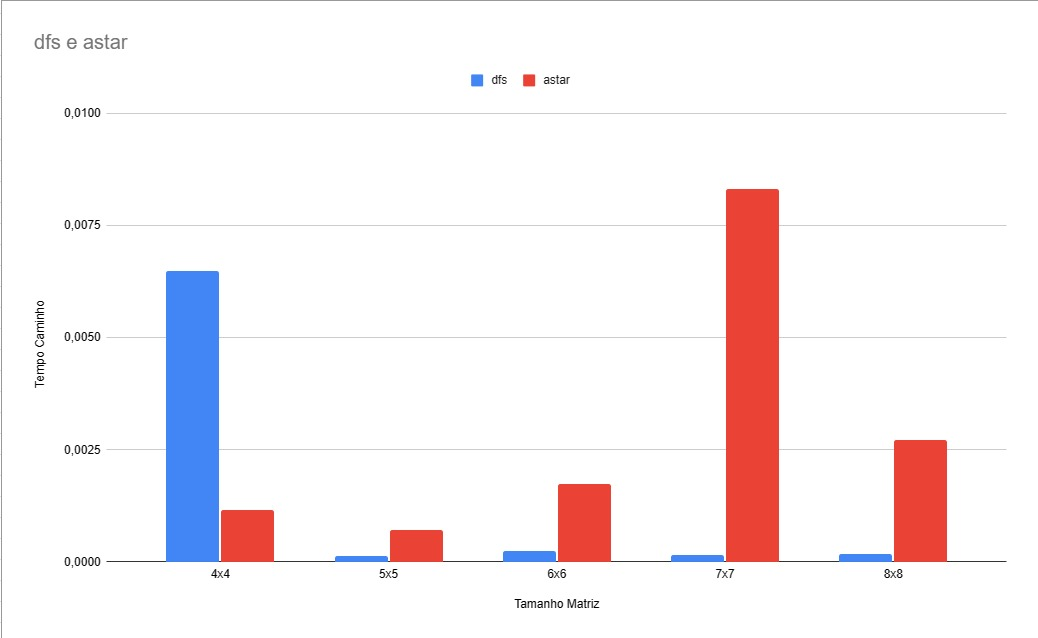 dfs e astar
dfs
astar
0,0100
0,0075
0,0050
0,0025
0,0000
Tempo Caminho
4x4
5x5
6x6
7x7
8x8
Tamanho Matriz